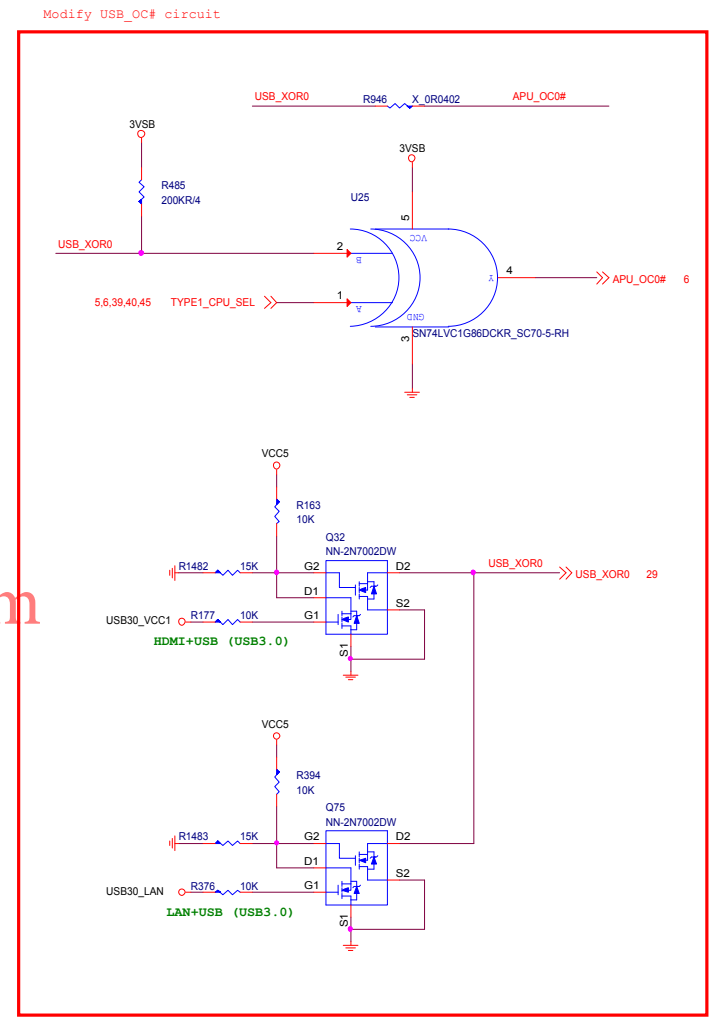 Modify USB_OC# circuit
USB_XOR0 R946 X_0R0402 APU_OC0#
3VSB
3VSB
R485
200KR/4
U25
5
VCC
USB_XOR0
2
B
Y
4
APU_OC0# 6
5,6,39,40,45 TYPE1_CPU_SEL
1
A
GND
3
SN74LVC1G86DCKR_SC70-5-RH
VCC5
R163
10K
Q32
NN-2N7002DW
R1482 15K G2 D2 USB_XOR0
USB_XOR0 29
D1
S2
USB30_VCC1 R177 10K G1
HDMI+USB (USB3.0)
S1
m
VCC5
R394
10K
Q75
NN-2N7002DW
R1483 15K G2 D2
D1
S2
USB30_LAN R376 10K G1
LAN+USB (USB3.0)
S1